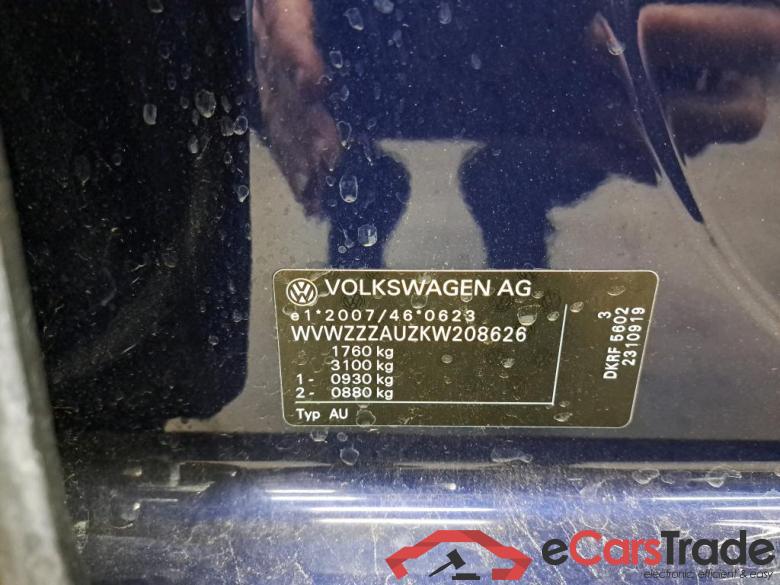 VOLKSWAGEN AG
e1*2007/46*0623
WVWZZZAUZKW208626
1760 kg
3100 kg
1- 0930 kg
2- 0880 kg
Typ AU
3
DKRF 5602
2310919
eCarsTrade
electronic, efficient & easy